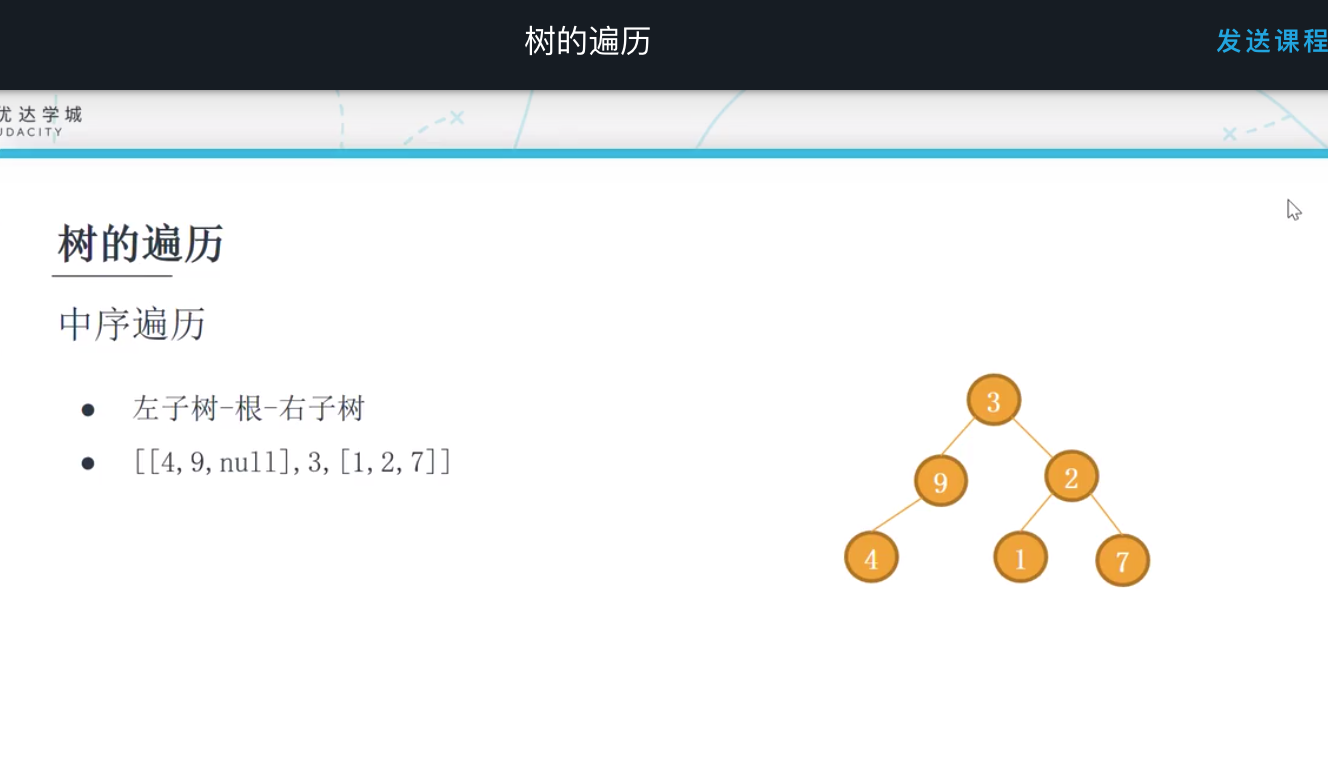 树的遍历
发送课程
优达学城
UDACITY
树的遍历
中序遍历
● 左子树-根-右子树
● [[4,9,null],3,[1,2,7]]
3
9
2
4
1
7